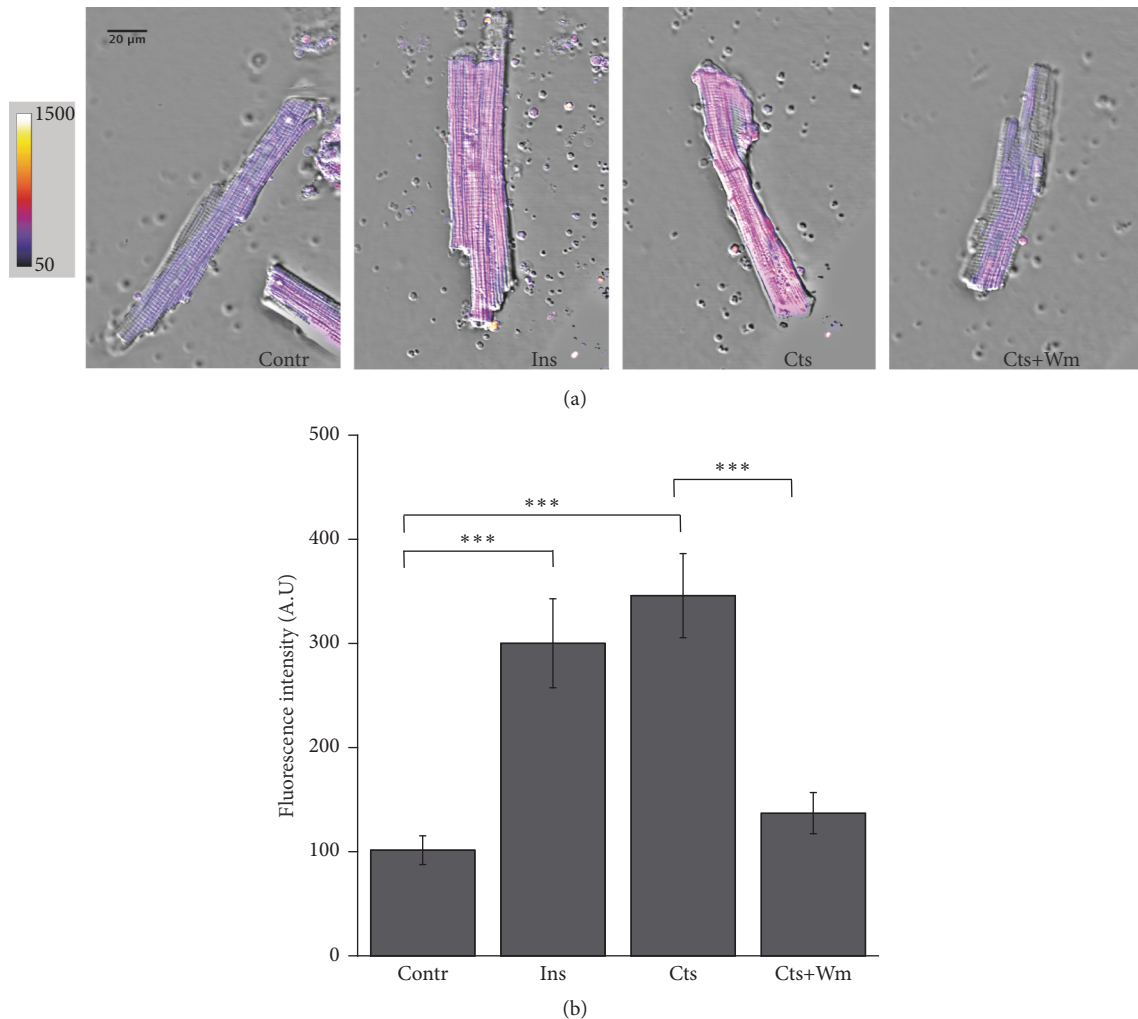 20 µm
1500
50
Contr
Ins
Cts
Cts+Wm
(a)
500
400
300
200
100
0
Fluorescence intensity (A.U)
***
***
***
Contr
Ins
Cts
Cts+Wm
(b)